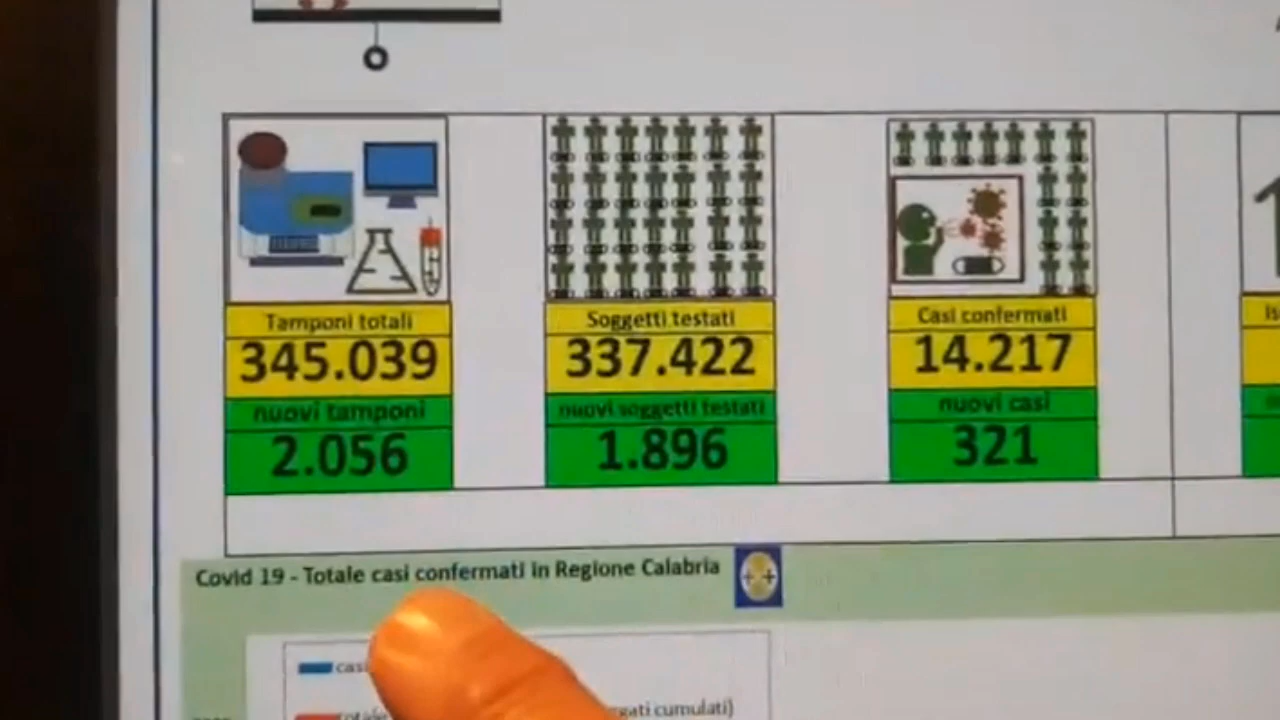 Tamponi totali
345.039
nuovi tamponi
2.056
Soggetti testati
337.422
nuovi soggetti testati
1.896
Casi confermati
14.217
nuovi casi
321
Covid 19 - Totale casi confermati in Regione Calabria
cumulati)